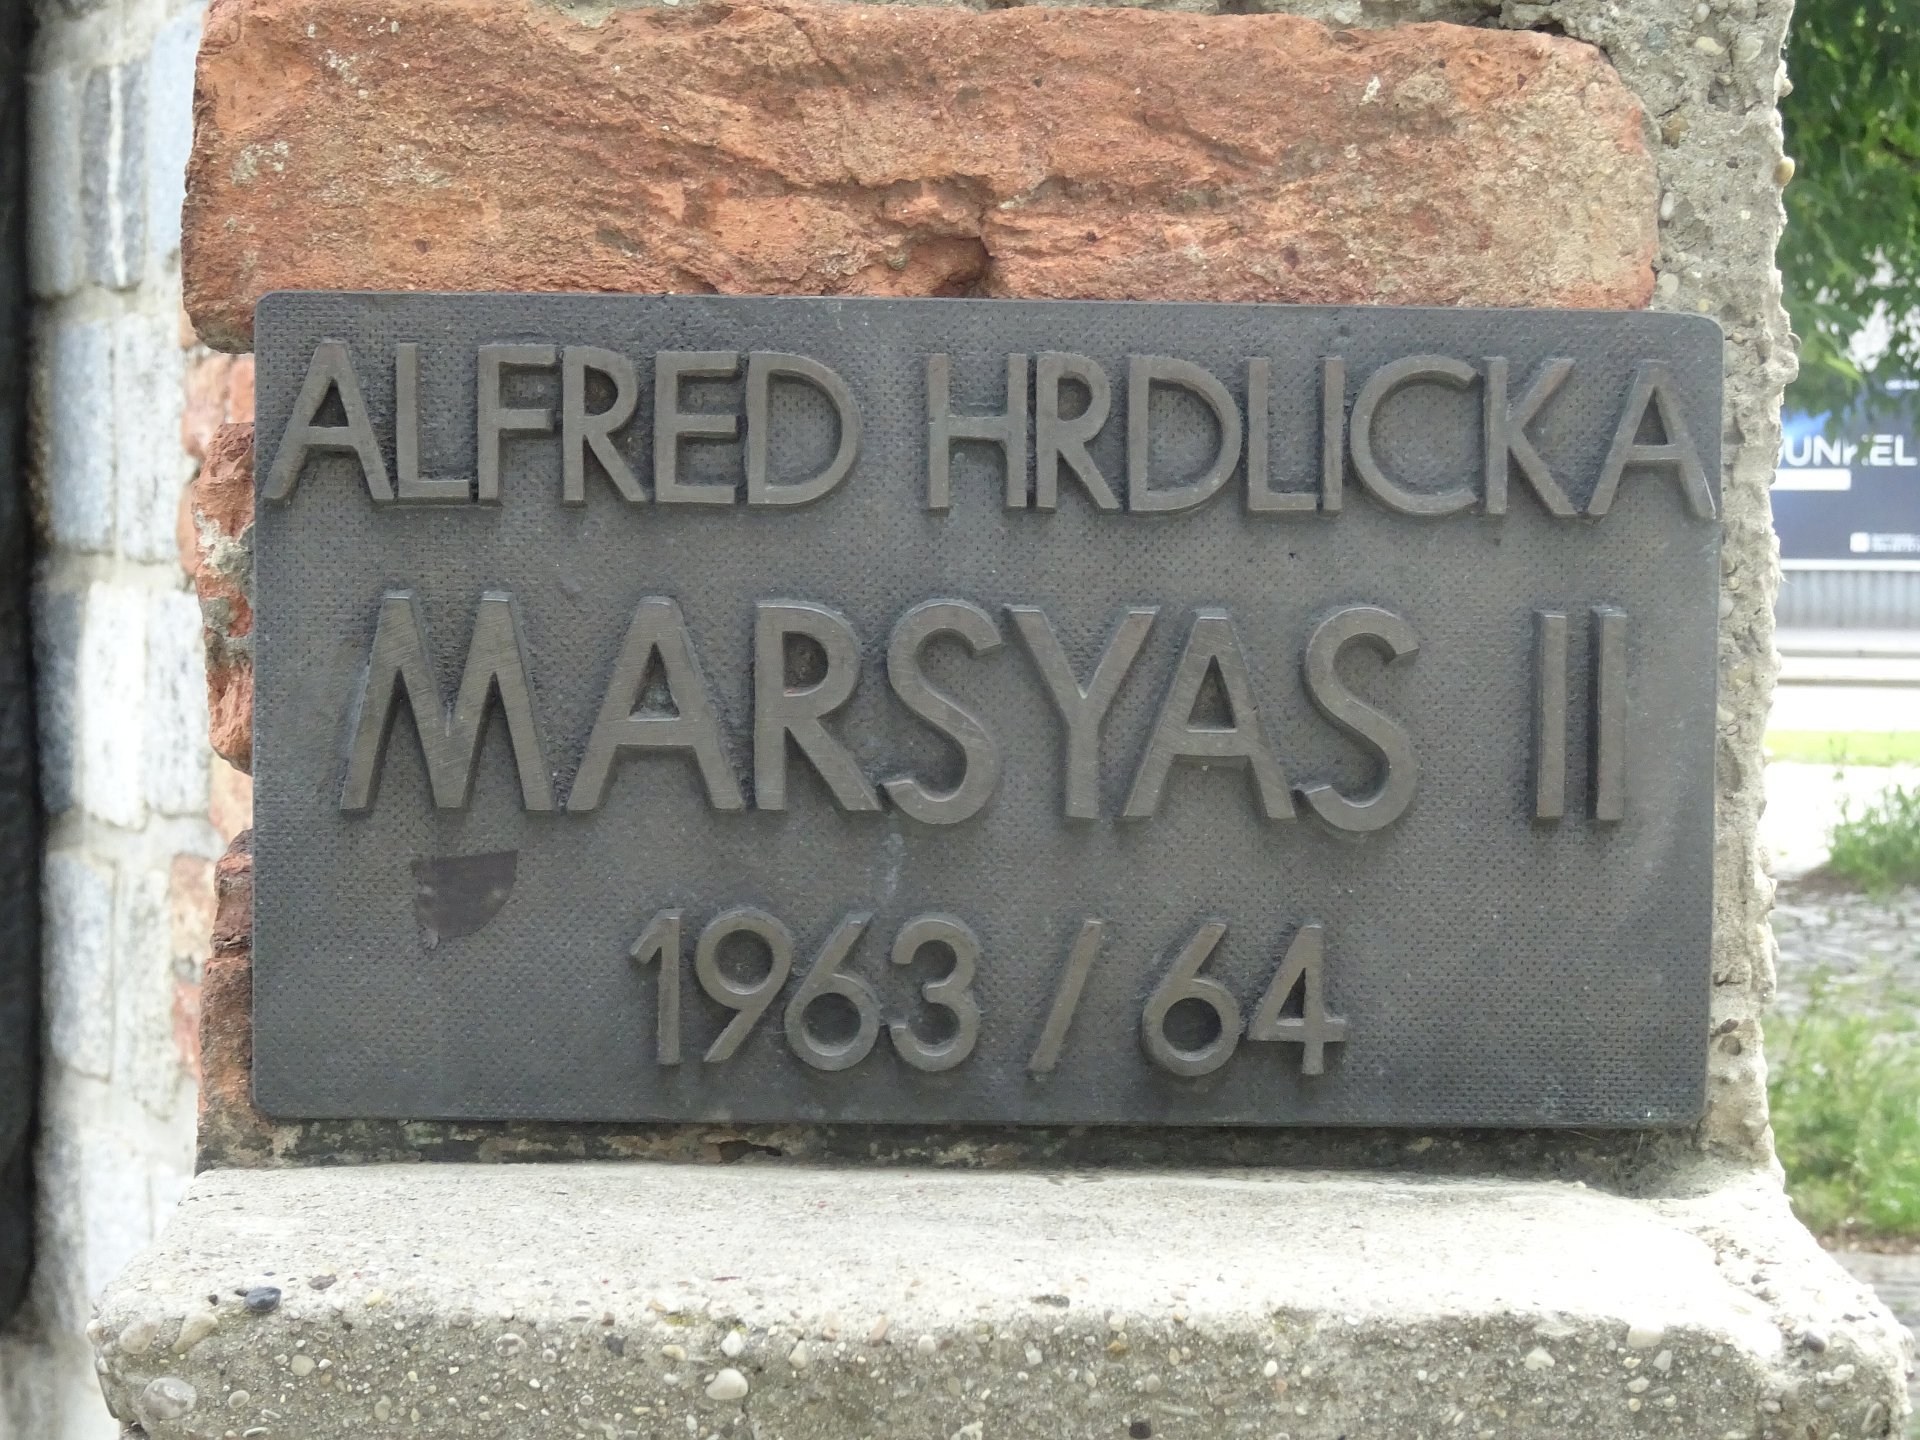 ALFRED HRDLICKA
MARSYAS II
1963 / 64